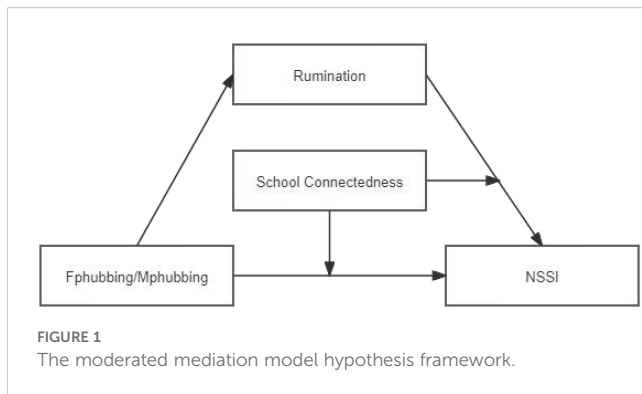 Rumination
School Connectedness
Fphubbing/Mphubbing
NSSI
FIGURE 1
The moderated mediation model hypothesis framework.